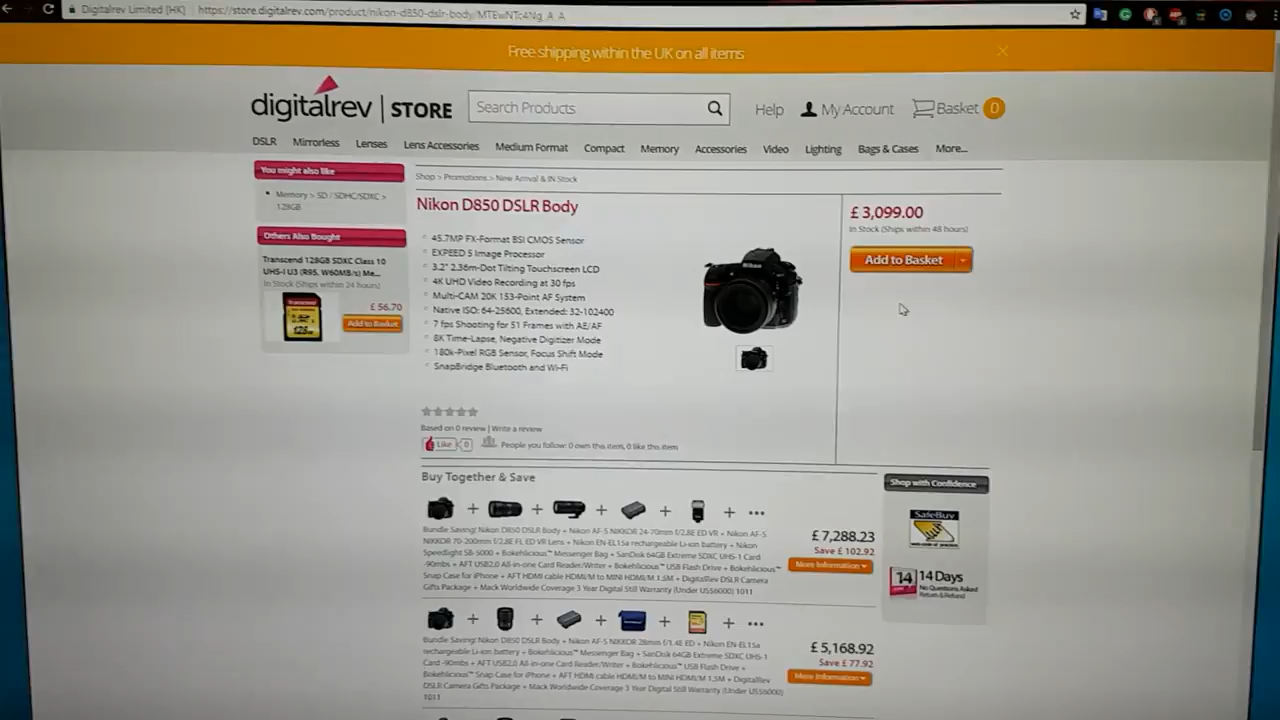 Digitalrev Limited [HK] | https://store.digitalrev.com/product/nikon-d850-dslr-body/MTEwNTc4Ng_A_A
Free shipping within the UK on all items
digitalrev | STORE
Search Products
Help
My Account
Basket 0
DSLR Mirrorless Lenses Lens Accessories Medium Format Compact Memory Accessories Video Lighting Bags & Cases More...
You might also like
Memory > SD / SDHC/SDXC >
128GB
Others Also Bought
Transcend 128GB SDXC Class 10
UHS-I U3 (R95, W60MB/s) Me...
In Stock (Ships within 24 hours)
£ 56.70
Add to Basket
Shop > Promotions > New Arrival & IN Stock
Nikon D850 DSLR Body
45.7MP FX-Format BSI CMOS Sensor
EXPEED 5 Image Processor
3.2" 2.36m-Dot Tilting Touchscreen LCD
4K UHD Video Recording at 30 fps
Multi-CAM 20K 153-Point AF System
Native ISO: 64-25600, Extended: 32-102400
7 fps Shooting for 51 Frames with AE/AF
8K Time-Lapse, Negative Digitizer Mode
180k-Pixel RGB Sensor, Focus Shift Mode
SnapBridge Bluetooth and Wi-Fi
£ 3,099.00
In Stock (Ships within 48 hours)
Add to Basket
Based on 0 review | Write a review
Like 0
People you follow: 0 own this item, 0 like this item
Buy Together & Save
Bundle Saving! Nikon D850 DSLR Body + Nikon AF-S NIKKOR 24-70mm f/2.8E ED VR + Nikon AF-S
NIKKOR 70-200mm f/2.8E FL ED VR Lens + Nikon EN-EL15a rechargeable Li-ion battery + Nikon
Speedlight SB-5000 + Bokehlicious™ Messenger Bag + SanDisk 64GB Extreme SDXC UHS-1 Card
-90mbs + AFT USB2.0 All-in-one Card Reader/Writer + Bokehlicious™ USB Flash Drive + Bokehlicious™
Snap Case for iPhone + AFT HDMI cable HDMI/M to MINI HDMI/M 1.5M + DigitalRev DSLR Camera
Gifts Package + Mack Worldwide Coverage 3 Year Digital Still Warranty (Under US$6000) 1011
£ 7,288.23
Save £ 102.92
More Information
Bundle Saving! Nikon D850 DSLR Body + Nikon AF-S NIKKOR 28mm f/1.4E ED + Nikon EN-EL15a
rechargeable Li-ion battery + Bokehlicious™ Messenger Bag + SanDisk 64GB Extreme SDXC UHS-1
Card -90mbs + AFT USB2.0 All-in-one Card Reader/Writer + Bokehlicious™ USB Flash Drive +
Bokehlicious™ Snap Case for iPhone + AFT HDMI cable HDMI/M to MINI HDMI/M 1.5M + DigitalRev
DSLR Camera Gifts Package + Mack Worldwide Coverage 3 Year Digital Still Warranty (Under US$6000)
1011
£ 5,168.92
Save £ 77.92
More Information
Shop with Confidence
SafeBuy
14
14 Days
No Questions Asked
Return & Refund